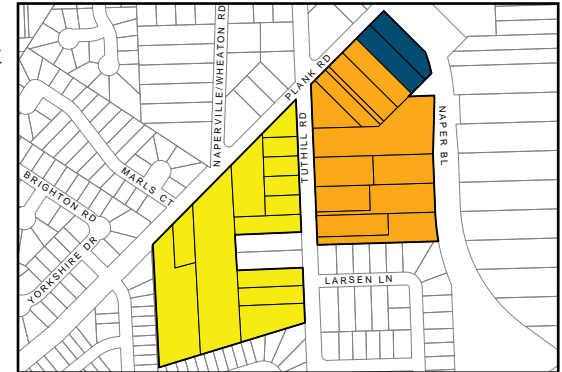 NAPERVILLE/WHEATON RD
PLANK RD
TUTHILL RD
NAPER BL
MARLS CT
BRIGHTON RD
YORKSHIRE DR
LARSEN LN